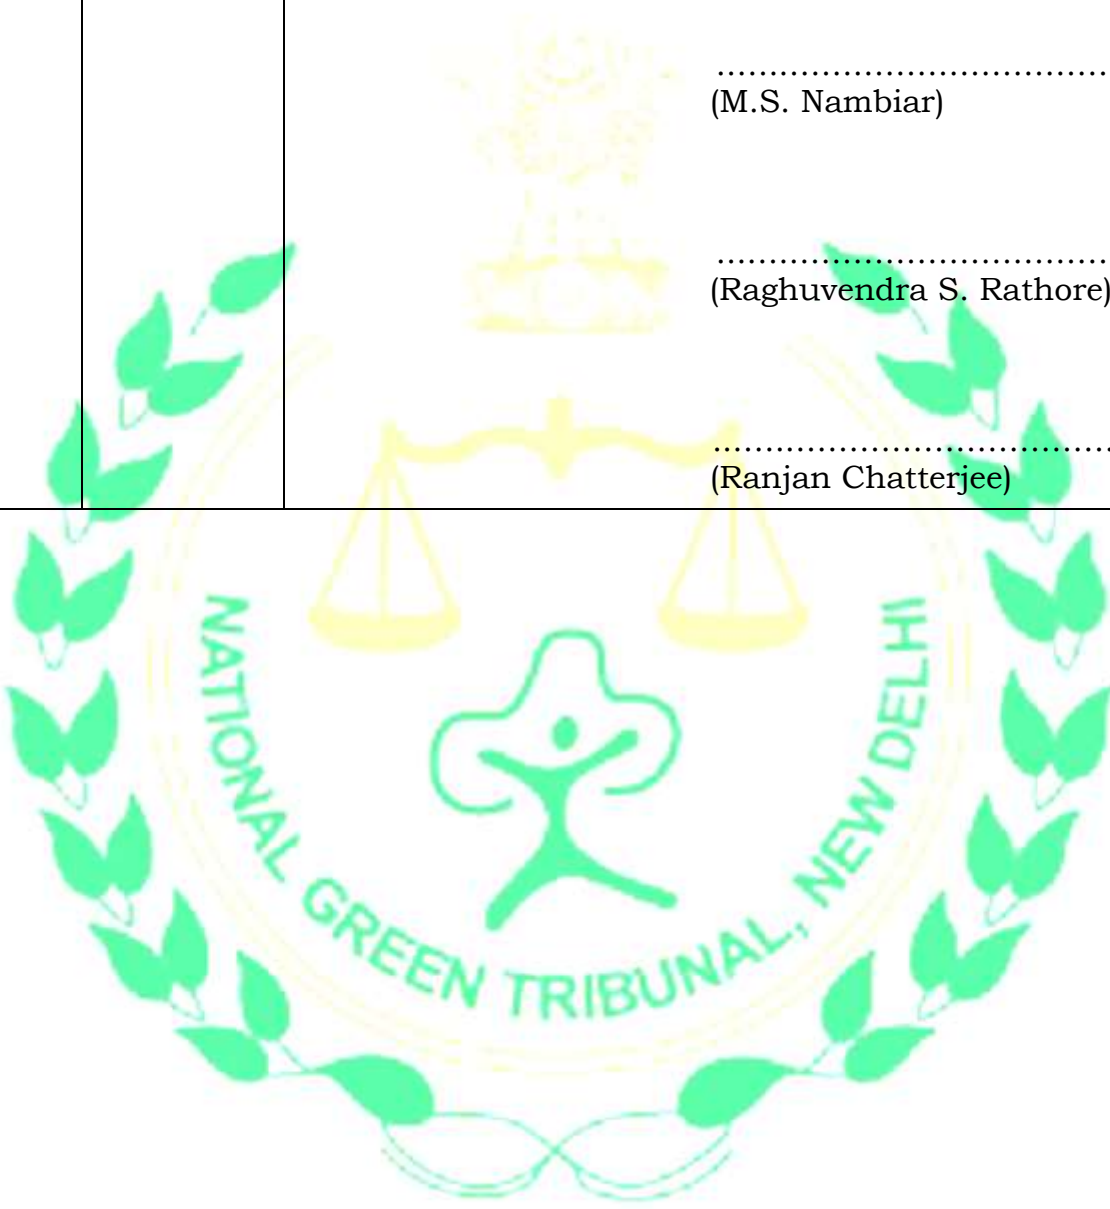 ……………………………………
(M.S. Nambiar)
……………………………………
(Raghuvendra S. Rathore)
……………………………………
(Ranjan Chatterjee)
NATIONAL GREEN TRIBUNAL, NEW DELHI